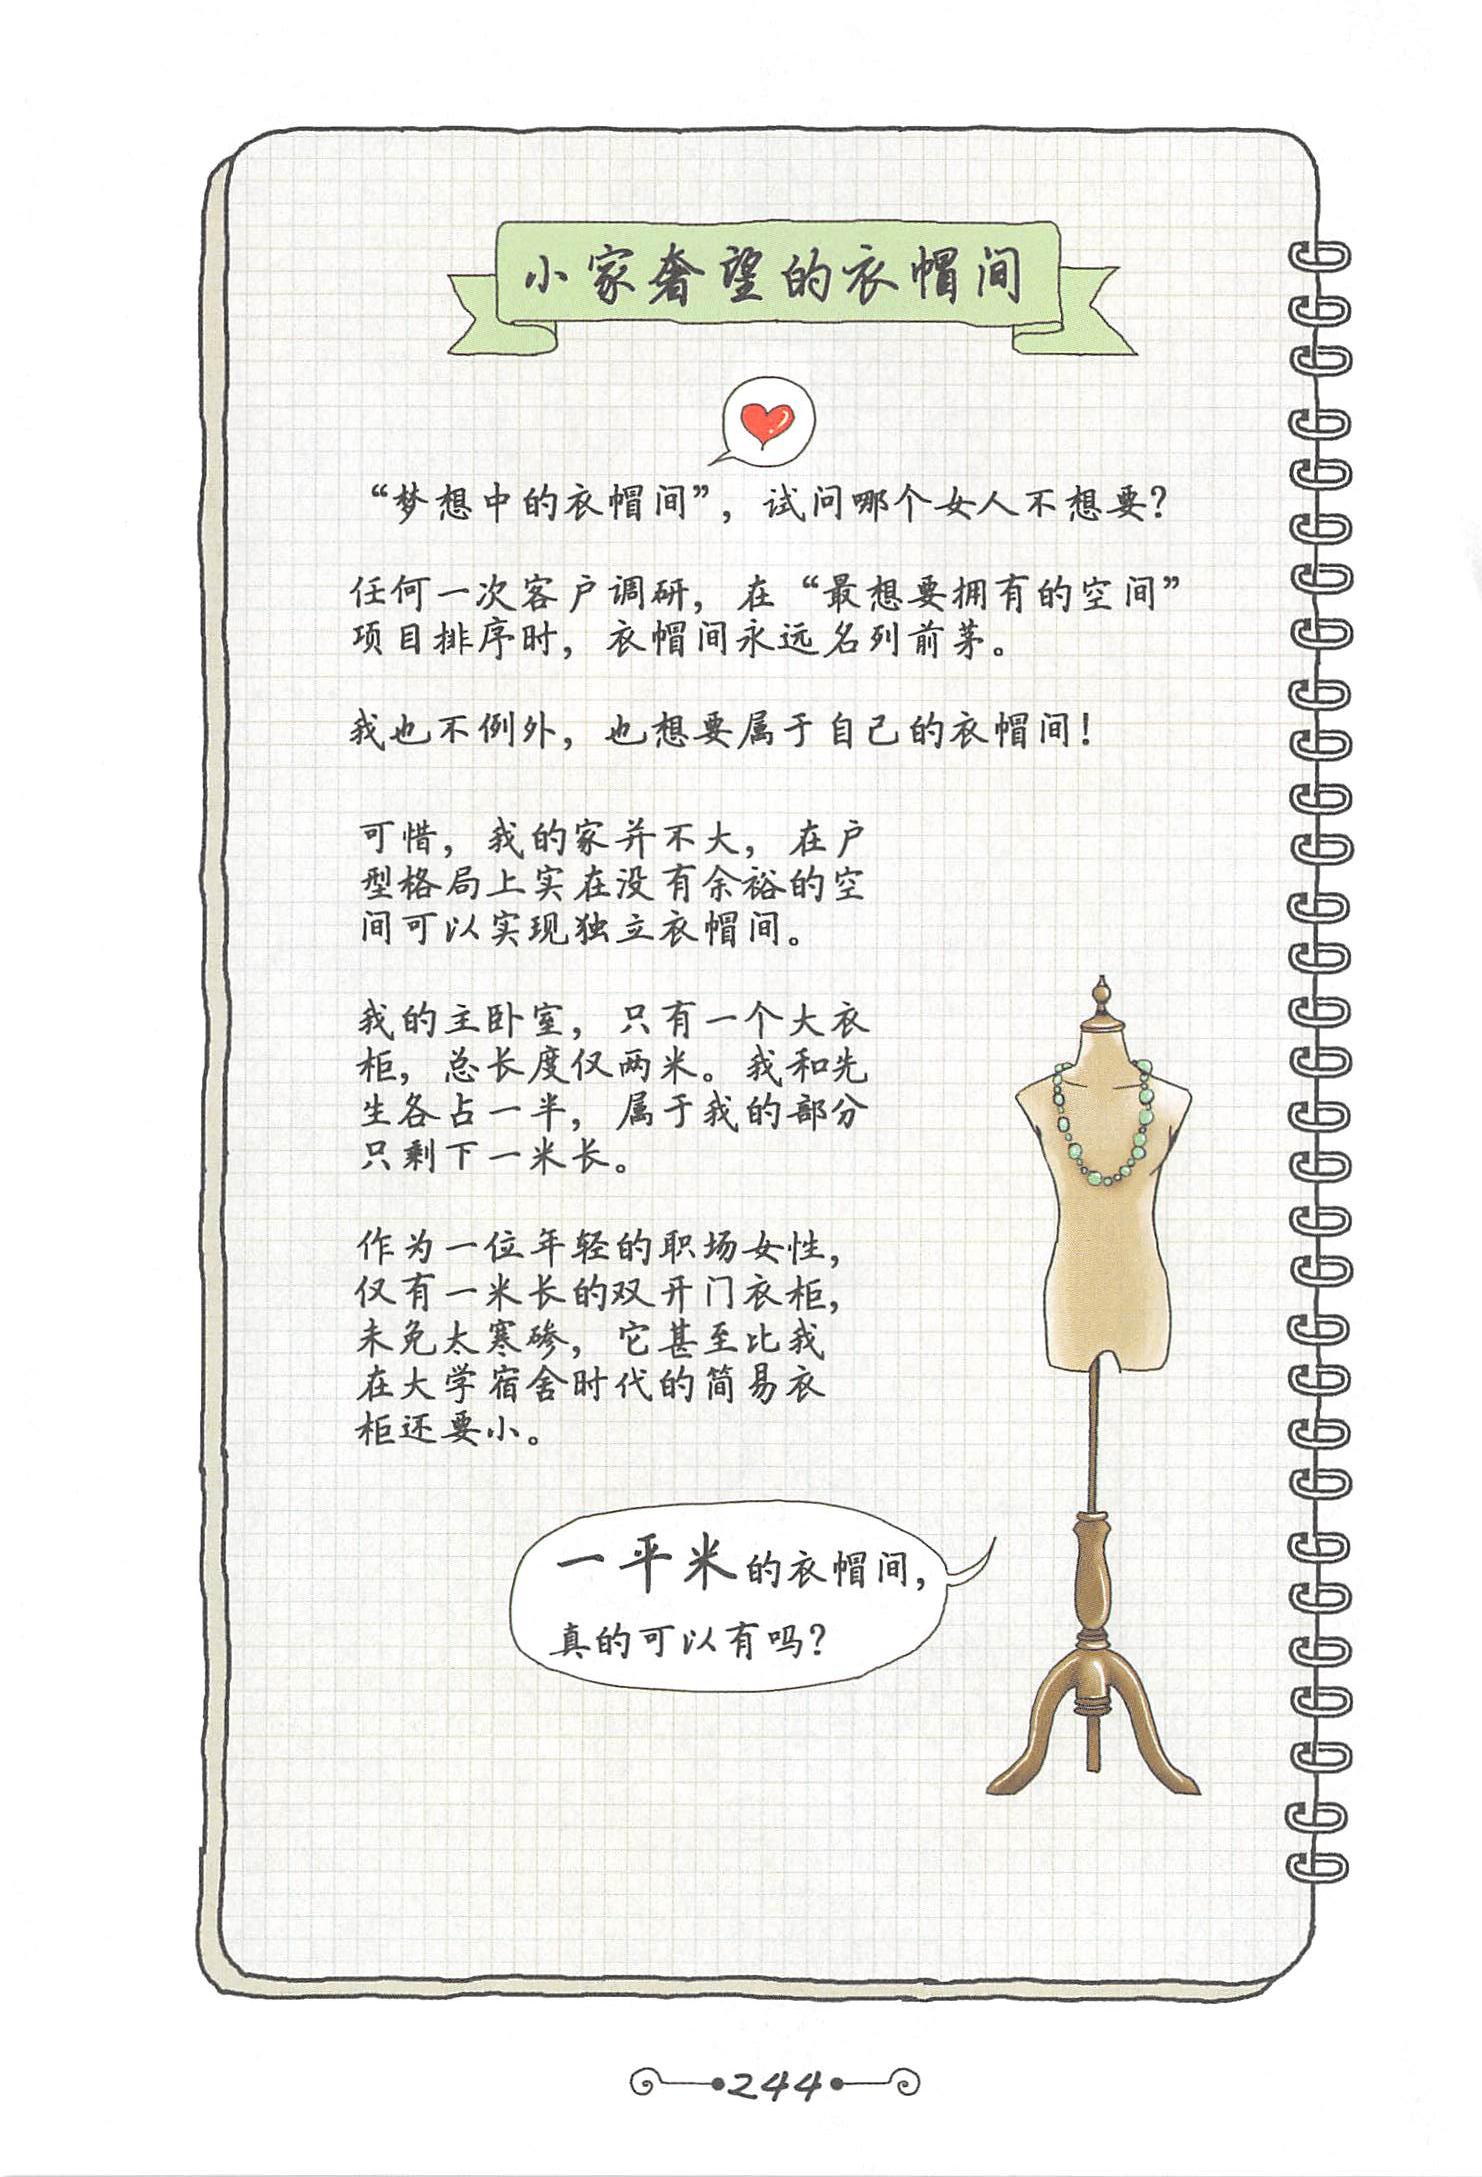 小家奢望的衣帽间
“梦想中的衣帽间”，试问哪个女人不想要？
任何一次客户调研，在“最想要拥有的空间”
项目排序时，衣帽间永远名列前茅。
我也不例外，也想要属于自己的衣帽间！
可惜，我的家并不大，在户
型格局上实在没有余裕的空
间可以实现独立衣帽间。
我的主卧室，只有一个大衣
柜，总长度仅两米。我和先
生各占一半，属于我的部分
只剩下一米长。
作为一位年轻的职场女性，
仅有一米长的双开门衣柜，
未免太寒碜，它甚至比我
在大学宿舍时代的简易衣
柜还要小。
一平米的衣帽间，
真的可以有吗？
244